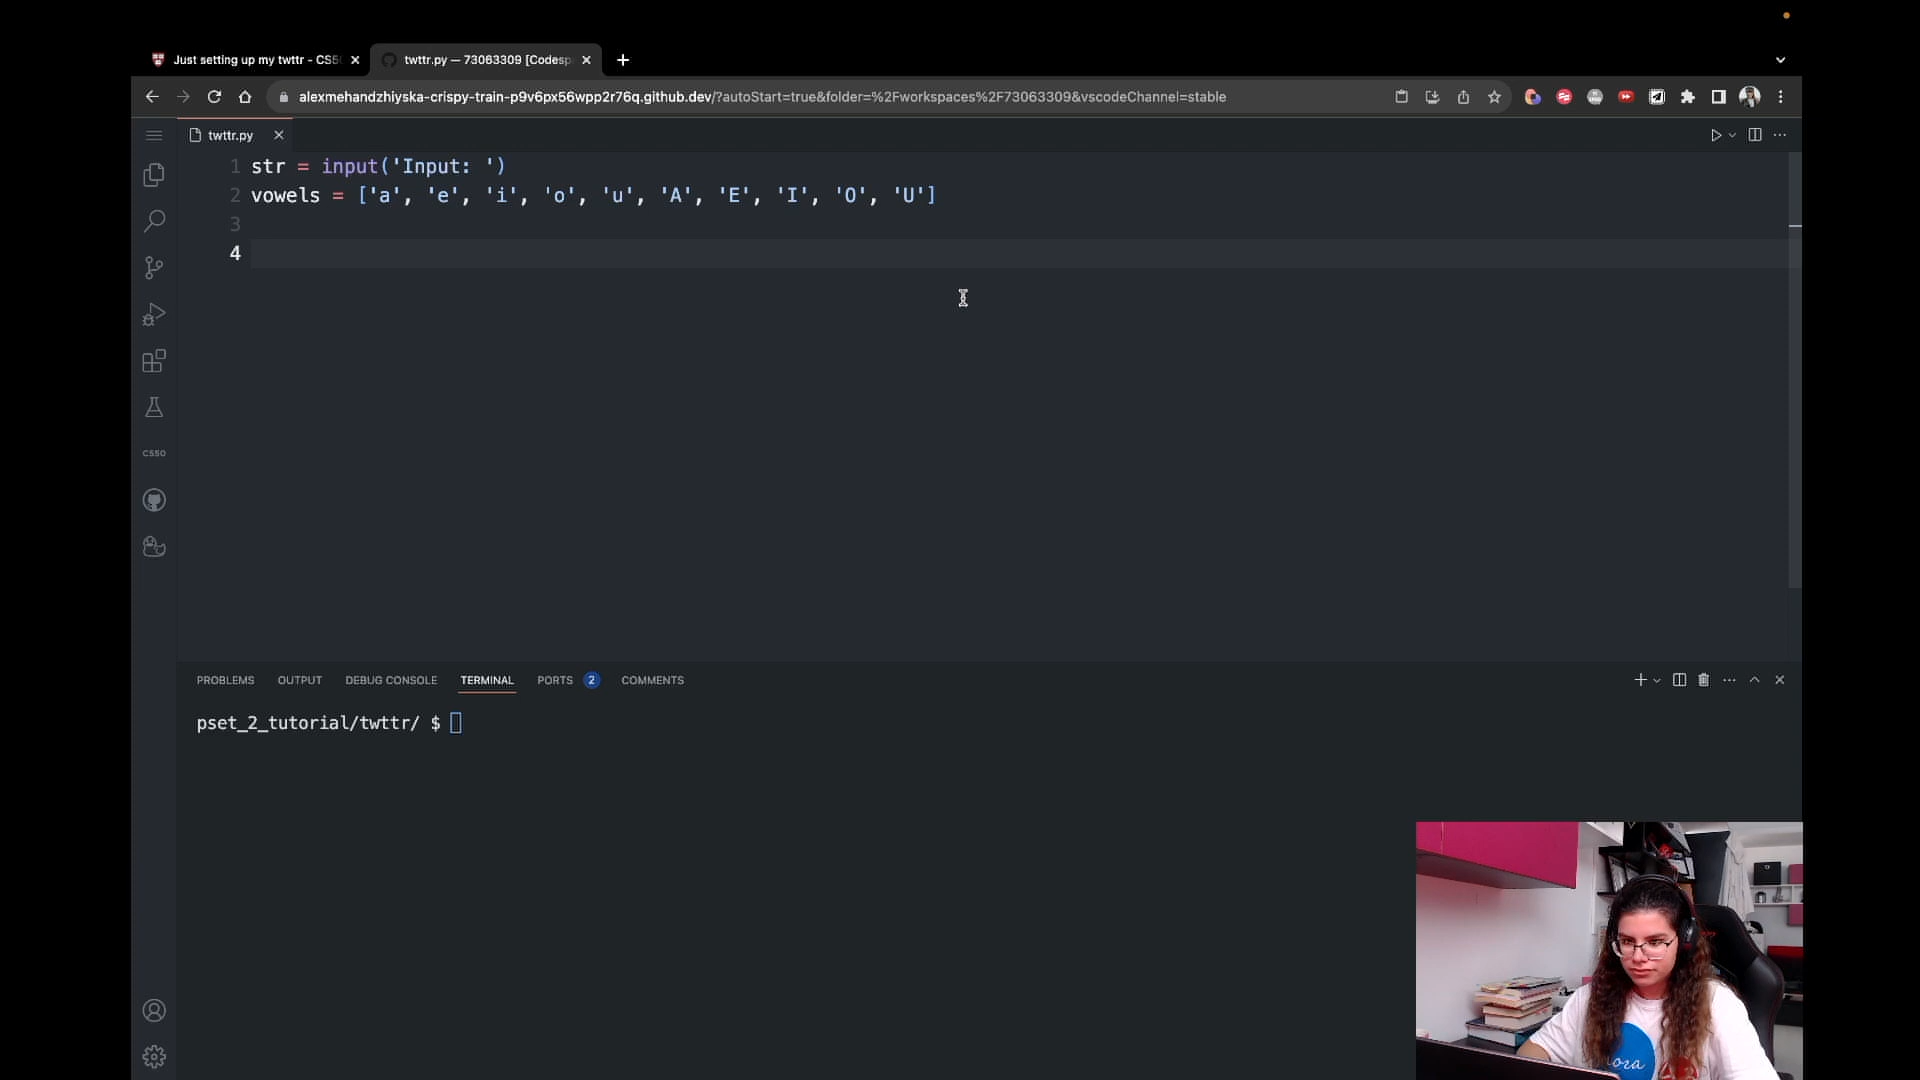 Just setting up my twttr - CS5
twttr.py — 73063309 [Codesp
alexmehandzhiyska-crispy-train-p9v6px56wpp2r76q.github.dev/?autoStart=true&folder=%2Fworkspaces%2F73063309&vscodeChannel=stable
twttr.py
1 str = input('Input: ')
2 vowels = ['a', 'e', 'i', 'o', 'u', 'A', 'E', 'I', 'O', 'U']
3
4
CS50
PROBLEMS OUTPUT DEBUG CONSOLE TERMINAL PORTS 2 COMMENTS
pset_2_tutorial/twttr/ $